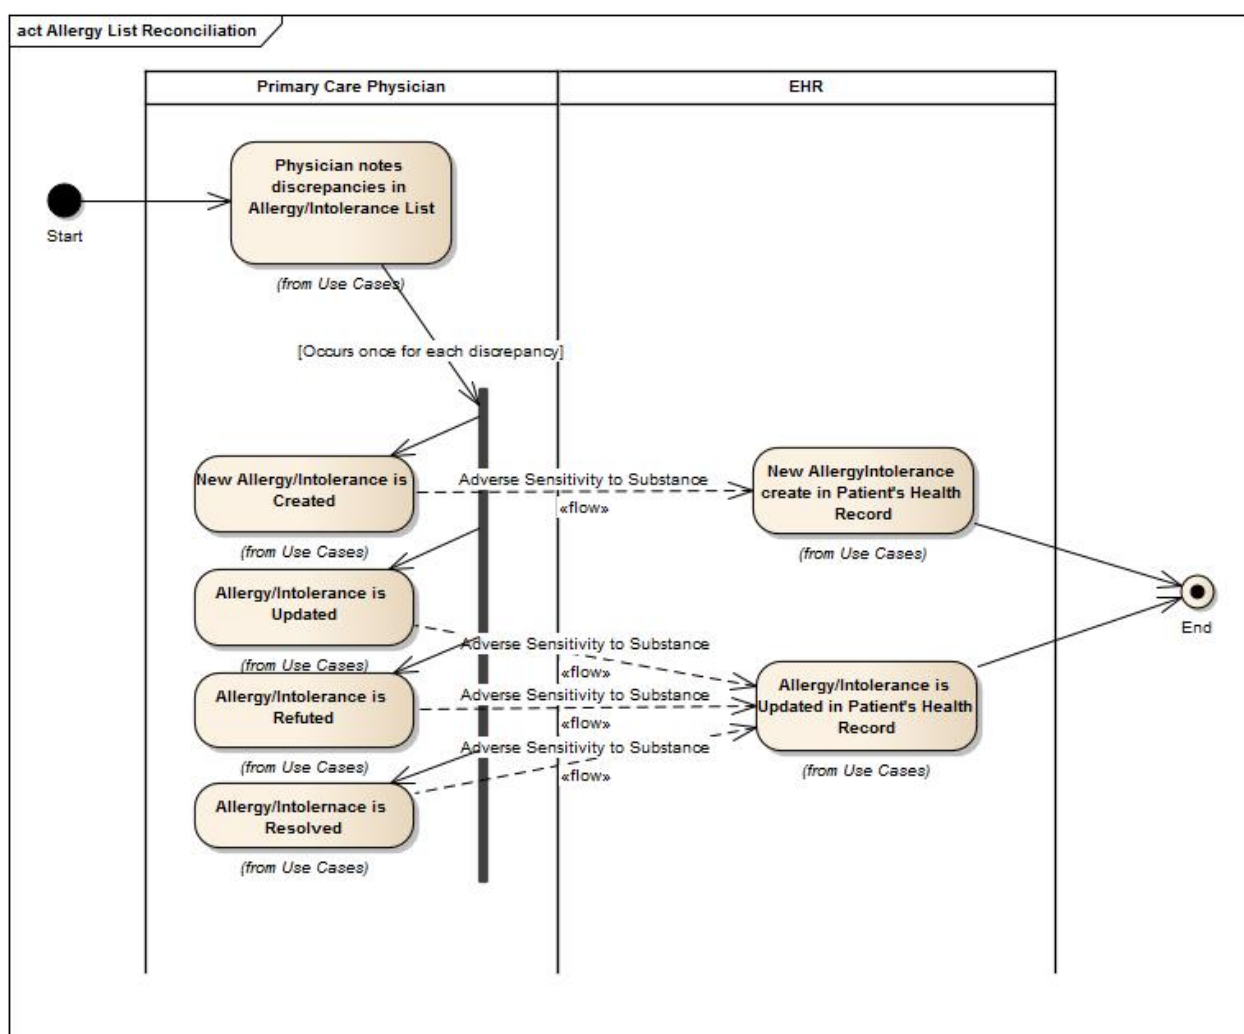 act Allergy List Reconciliation
Primary Care Physician
EHR
Physician notes
discrepancies in
Allergy/Intolerance List
Start
(from Use Cases)
[Occurs once for each discrepancy]
New Allergy/Intolerance is
Created
Adverse Sensitivity to Substance
«flow»
New AllergyIntolerance
create in Patient's Health
Record
(from Use Cases)
(from Use Cases)
Allergy/Intolerance is
Updated
End
Adverse Sensitivity to Substance
(from Use Cases)
«flow»
Allergy/Intolerance is
Refuted
Adverse Sensitivity to Substance
«flow»
Allergy/Intolerance is
Updated in Patient's Health
Record
Adverse Sensitivity to Substance
(from Use Cases)
«flow»
(from Use Cases)
Allergy/Intolernace is
Resolved
(from Use Cases)